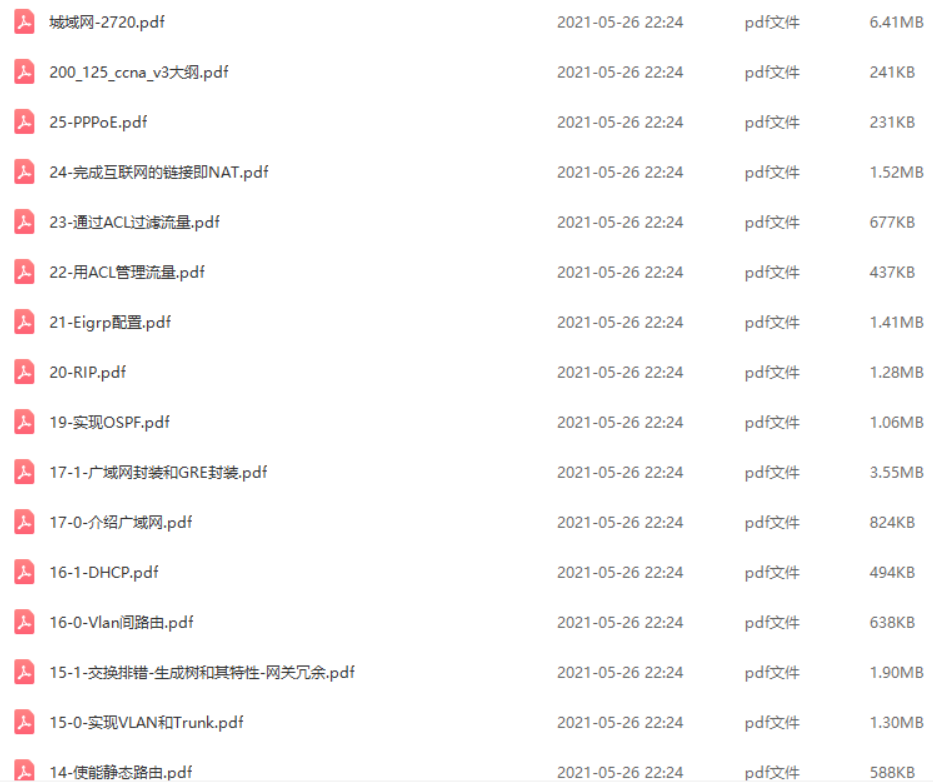 城域网-2720.pdf 2021-05-26 22:24 pdf文件 6.41MB
200_125_ccna_v3大纲.pdf 2021-05-26 22:24 pdf文件 241KB
25-PPPoE.pdf 2021-05-26 22:24 pdf文件 231KB
24-完成互联网的链接即NAT.pdf 2021-05-26 22:24 pdf文件 1.52MB
23-通过ACL过滤流量.pdf 2021-05-26 22:24 pdf文件 677KB
22-用ACL管理流量.pdf 2021-05-26 22:24 pdf文件 437KB
21-Eigrp配置.pdf 2021-05-26 22:24 pdf文件 1.41MB
20-RIP.pdf 2021-05-26 22:24 pdf文件 1.28MB
19-实现OSPF.pdf 2021-05-26 22:24 pdf文件 1.06MB
17-1-广域网封装和GRE封装.pdf 2021-05-26 22:24 pdf文件 3.55MB
17-0-介绍广域网.pdf 2021-05-26 22:24 pdf文件 824KB
16-1-DHCP.pdf 2021-05-26 22:24 pdf文件 494KB
16-0-Vlan间路由.pdf 2021-05-26 22:24 pdf文件 638KB
15-1-交换排错-生成树和其特性-网关冗余.pdf 2021-05-26 22:24 pdf文件 1.90MB
15-0-实现VLAN和Trunk.pdf 2021-05-26 22:24 pdf文件 1.30MB
14-使能静态路由.pdf 2021-05-26 22:24 pdf文件 588KB